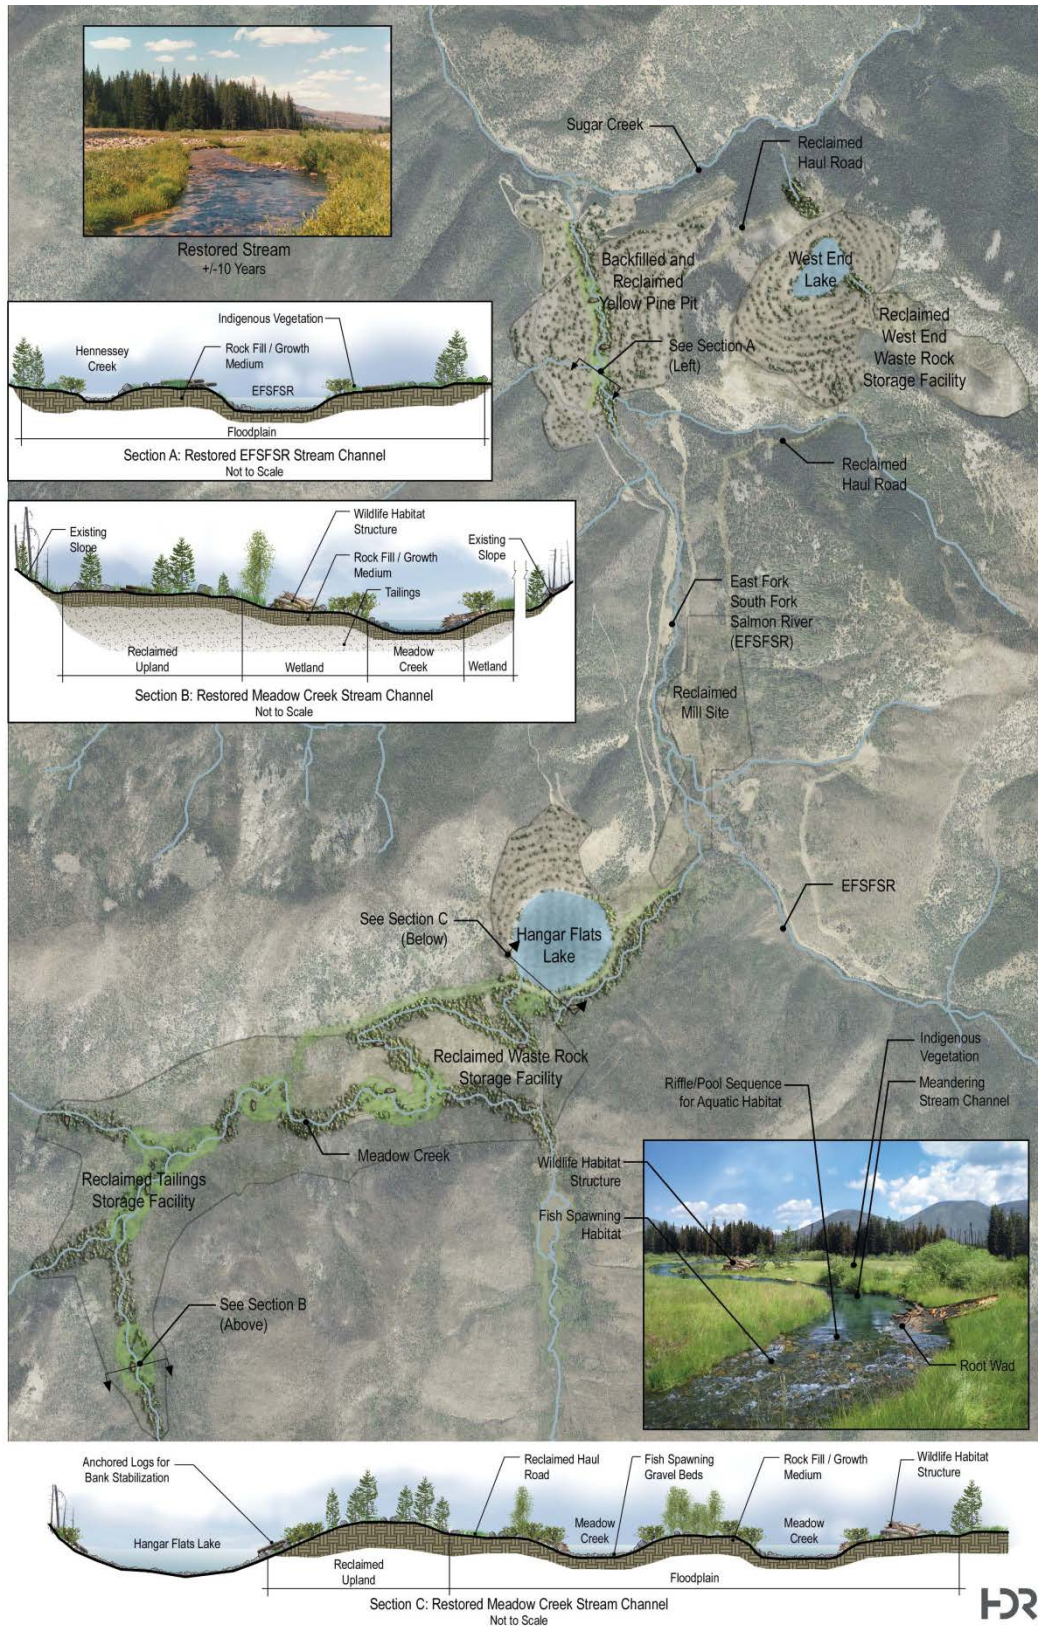 Restored Stream
+/-10 Years
Sugar Creek
Reclaimed
Haul Road
Backfilled and
Reclaimed
Yellow Pine Pit
West End
Lake
Reclaimed
West End
Waste Rock
Storage Facility
See Section A
(Left)
Reclaimed
Haul Road
Hennessey
Creek
Indigenous Vegetation
Rock Fill / Growth
Medium
EFSFSR
Floodplain
Section A: Restored EFSFSR Stream Channel
Not to Scale
Existing
Slope
Wildlife Habitat
Structure
Rock Fill / Growth
Medium
Tailings
Existing
Slope
Reclaimed
Upland
Wetland
Meadow
Creek
Wetland
Section B: Restored Meadow Creek Stream Channel
Not to Scale
East Fork
South Fork
Salmon River
(EFSFSR)
Reclaimed
Mill Site
EFSFSR
See Section C
(Below)
Hangar Flats
Lake
Reclaimed Waste Rock
Storage Facility
Meadow Creek
Reclaimed Tailings
Storage Facility
See Section B
(Above)
Indigenous
Vegetation
Riffle/Pool Sequence
for Aquatic Habitat
Meandering
Stream Channel
Wildlife Habitat
Structure
Fish Spawning
Habitat
Root Wad
Anchored Logs for
Bank Stabilization
Reclaimed Haul
Road
Fish Spawning
Gravel Beds
Rock Fill / Growth
Medium
Wildlife Habitat
Structure
Hangar Flats Lake
Meadow
Creek
Meadow
Creek
Reclaimed
Upland
Floodplain
Section C: Restored Meadow Creek Stream Channel
Not to Scale
HDR